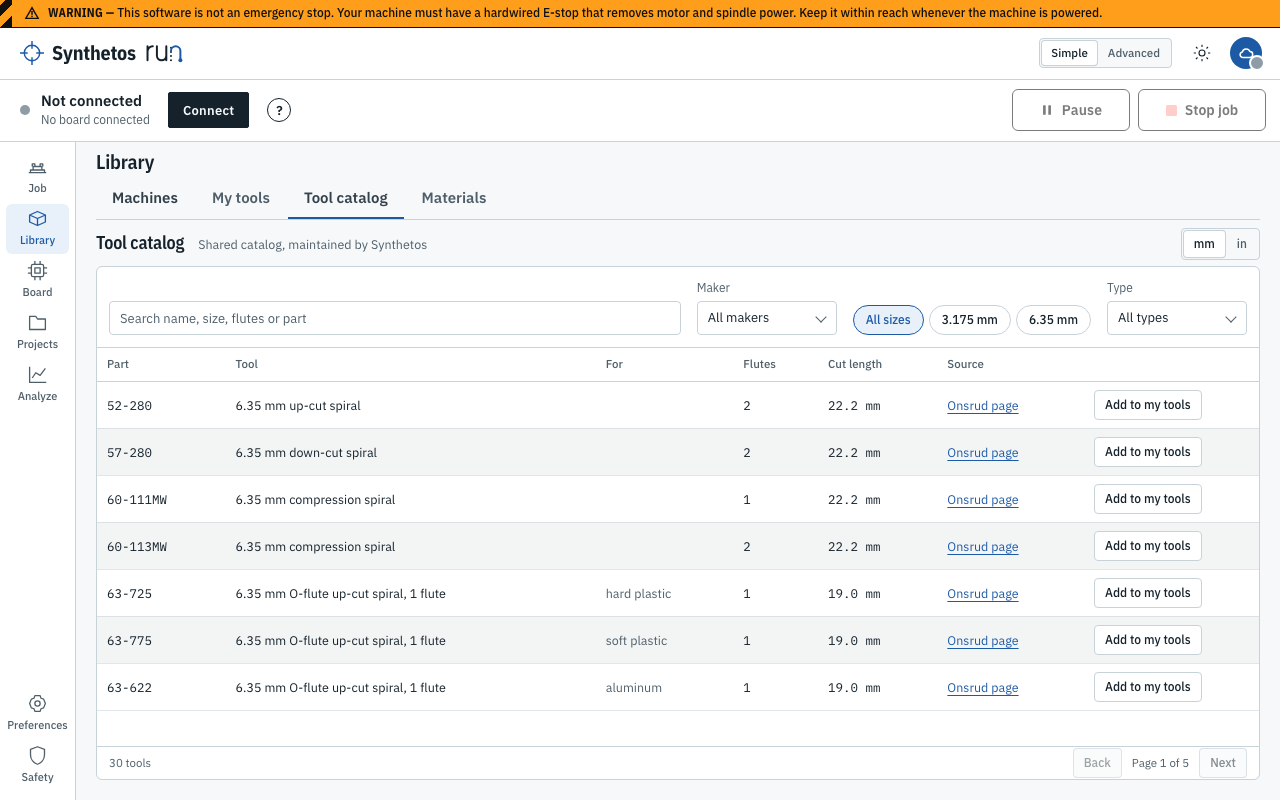 WARNING — This software is not an emergency stop. Your machine must have a hardwired E-stop that removes motor and spindle power. Keep it within reach whenever the machine is powered.
Synthetos run
Simple Advanced
Not connected
No board connected
Connect
?
Pause
Stop job
Job
Library
Board
Projects
Analyze
Preferences
Safety
Library
Machines My tools Tool catalog Materials
Tool catalog Shared catalog, maintained by Synthetos
mm in
Maker Type
Search name, size, flutes or part All makers All sizes 3.175 mm 6.35 mm All types
Part Tool For Flutes Cut length Source
52-280 6.35 mm up-cut spiral 2 22.2 mm Onsrud page Add to my tools
57-280 6.35 mm down-cut spiral 2 22.2 mm Onsrud page Add to my tools
60-111MW 6.35 mm compression spiral 1 22.2 mm Onsrud page Add to my tools
60-113MW 6.35 mm compression spiral 2 22.2 mm Onsrud page Add to my tools
63-725 6.35 mm O-flute up-cut spiral, 1 flute hard plastic 1 19.0 mm Onsrud page Add to my tools
63-775 6.35 mm O-flute up-cut spiral, 1 flute soft plastic 1 19.0 mm Onsrud page Add to my tools
63-622 6.35 mm O-flute up-cut spiral, 1 flute aluminum 1 19.0 mm Onsrud page Add to my tools
30 tools Back Page 1 of 5 Next